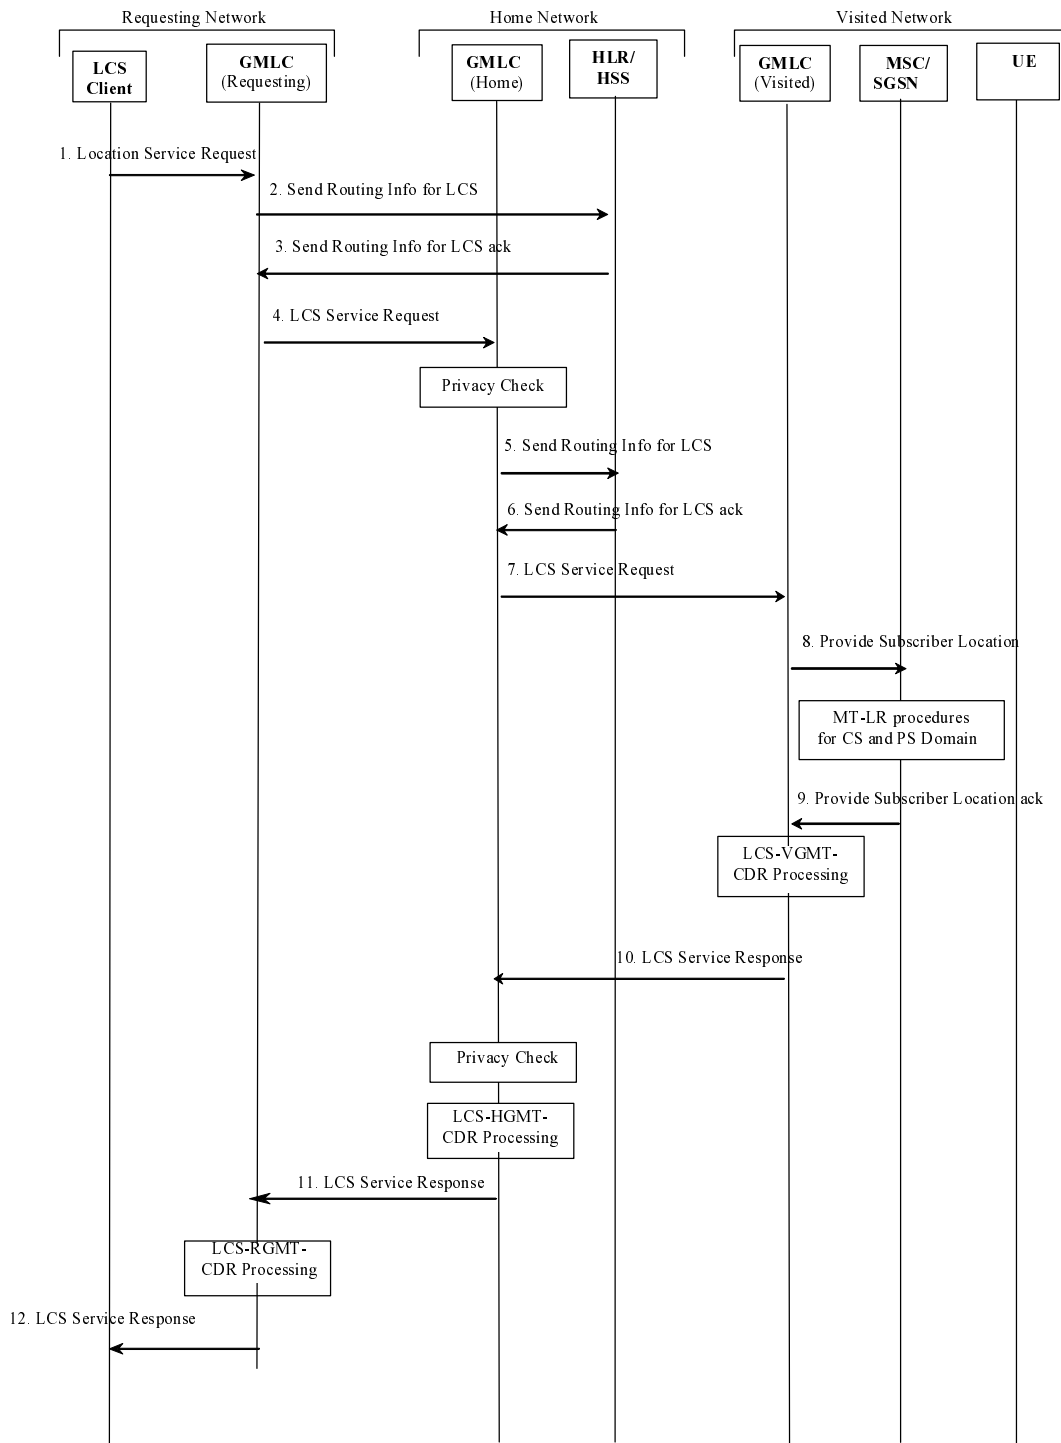 Requesting Network
Home Network
Visited Network
LCS
Client
GMLC
(Requesting)
GMLC
(Home)
HLR/
HSS
GMLC
(Visited)
MSC/
SGSN
UE
1. Location Service Request
2. Send Routing Info for LCS
3. Send Routing Info for LCS ack
4. LCS Service Request
Privacy Check
5. Send Routing Info for LCS
6. Send Routing Info for LCS ack
7. LCS Service Request
8. Provide Subscriber Location
MT-LR procedures
for CS and PS Domain
9. Provide Subscriber Location ack
LCS-VGMT-
CDR Processing
10. LCS Service Response
Privacy Check
LCS-HGMT-
CDR Processing
11. LCS Service Response
LCS-RGMT-
CDR Processing
12. LCS Service Response